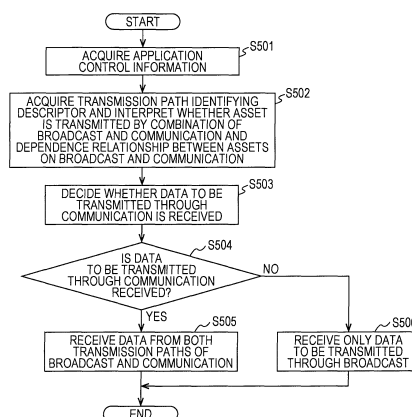 START
S501
ACQUIRE APPLICATION
CONTROL INFORMATION
S502
ACQUIRE TRANSMISSION PATH IDENTIFYING
DESCRIPTOR AND INTERPRET WHETHER ASSET
IS TRANSMITTED BY COMBINATION OF
BROADCAST AND COMMUNICATION AND
DEPENDENCE RELATIONSHIP BETWEEN ASSETS
ON BROADCAST AND COMMUNICATION
S503
DECIDE WHETHER DATA TO BE
TRANSMITTED THROUGH
COMMUNICATION IS RECEIVED
S504
IS DATA
TO BE TRANSMITTED
THROUGH COMMUNICATION
RECEIVED?
NO
YES
S505
RECEIVE DATA FROM BOTH
TRANSMISSION PATHS OF
BROADCAST AND COMMUNICATION
S506
RECEIVE ONLY DATA
TO BE TRANSMITTED
THROUGH BROADCAST
END